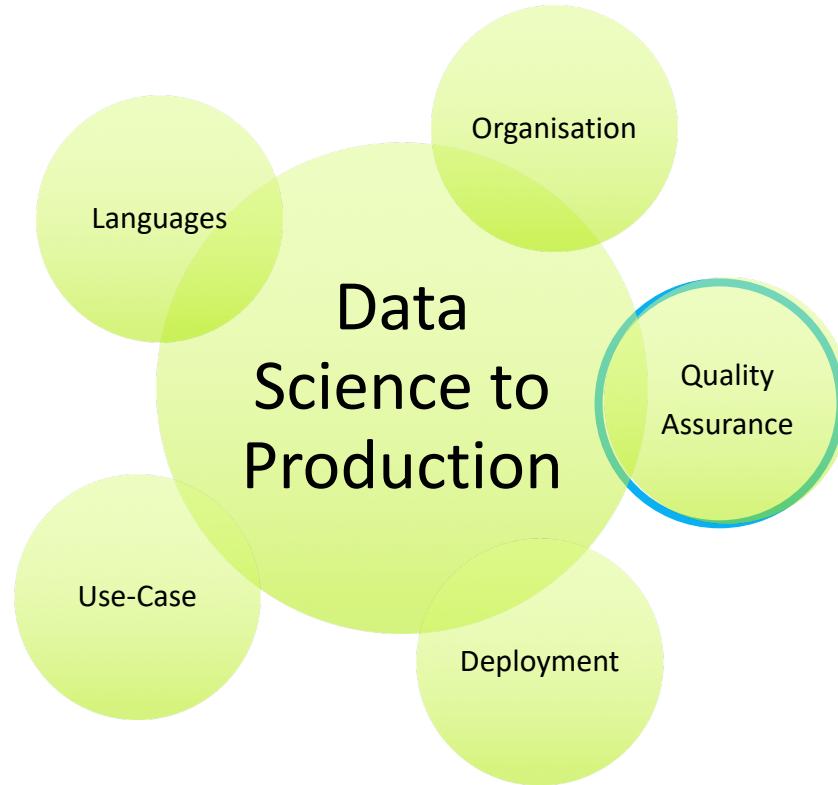 Organisation
Languages
Data
Science to
Production
Quality
Assurance
Use-Case
Deployment